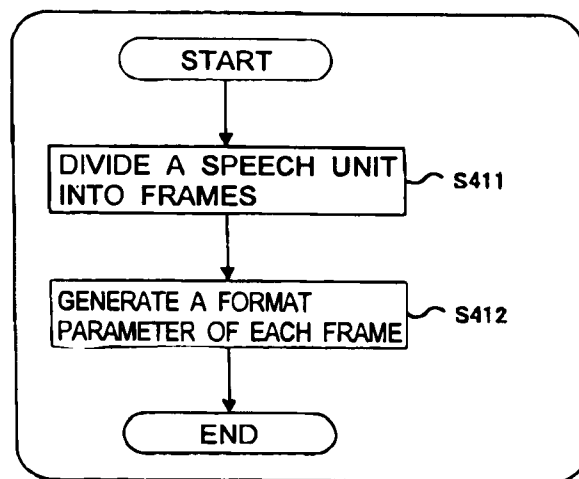 START
DIVIDE A SPEECH UNIT
INTO FRAMES
S411
GENERATE A FORMAT
PARAMETER OF EACH FRAME
S412
END